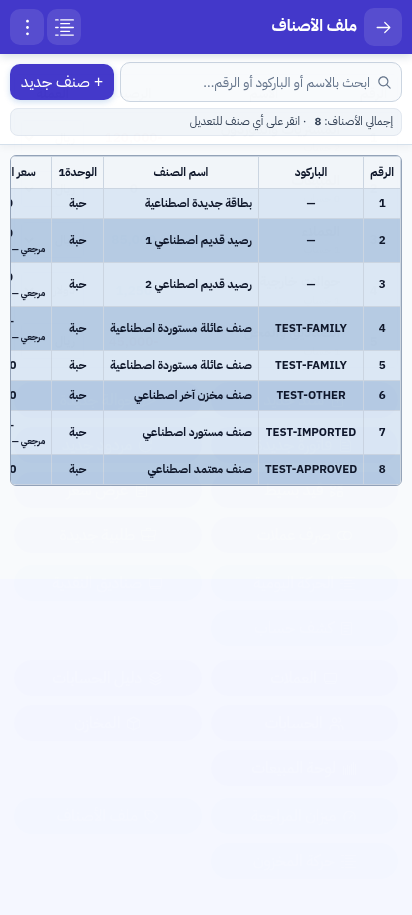 ملف الأصناف
ابحث بالاسم أو الباركود أو الرقم...
+ صنف جديد
إجمالي الأصناف: 8 · انقر على أي صنف للتعديل
الرقم الباركود اسم الصنف الوحدة1 سعر
1 — بطاقة جديدة اصطناعية حبة
2 — رصيد قديم اصطناعي 1 حبة
مرجعي —
3 — رصيد قديم اصطناعي 2 حبة
مرجعي —
4 TEST-FAMILY صنف عائلة مستوردة اصطناعية حبة
مرجعي —
5 TEST-FAMILY صنف عائلة مستوردة اصطناعية حبة 0
6 TEST-OTHER صنف مخزن آخر اصطناعي حبة 0
7 TEST-IMPORTED صنف مستورد اصطناعي حبة
مرجعي —
8 TEST-APPROVED صنف معتمد اصطناعي حبة 0